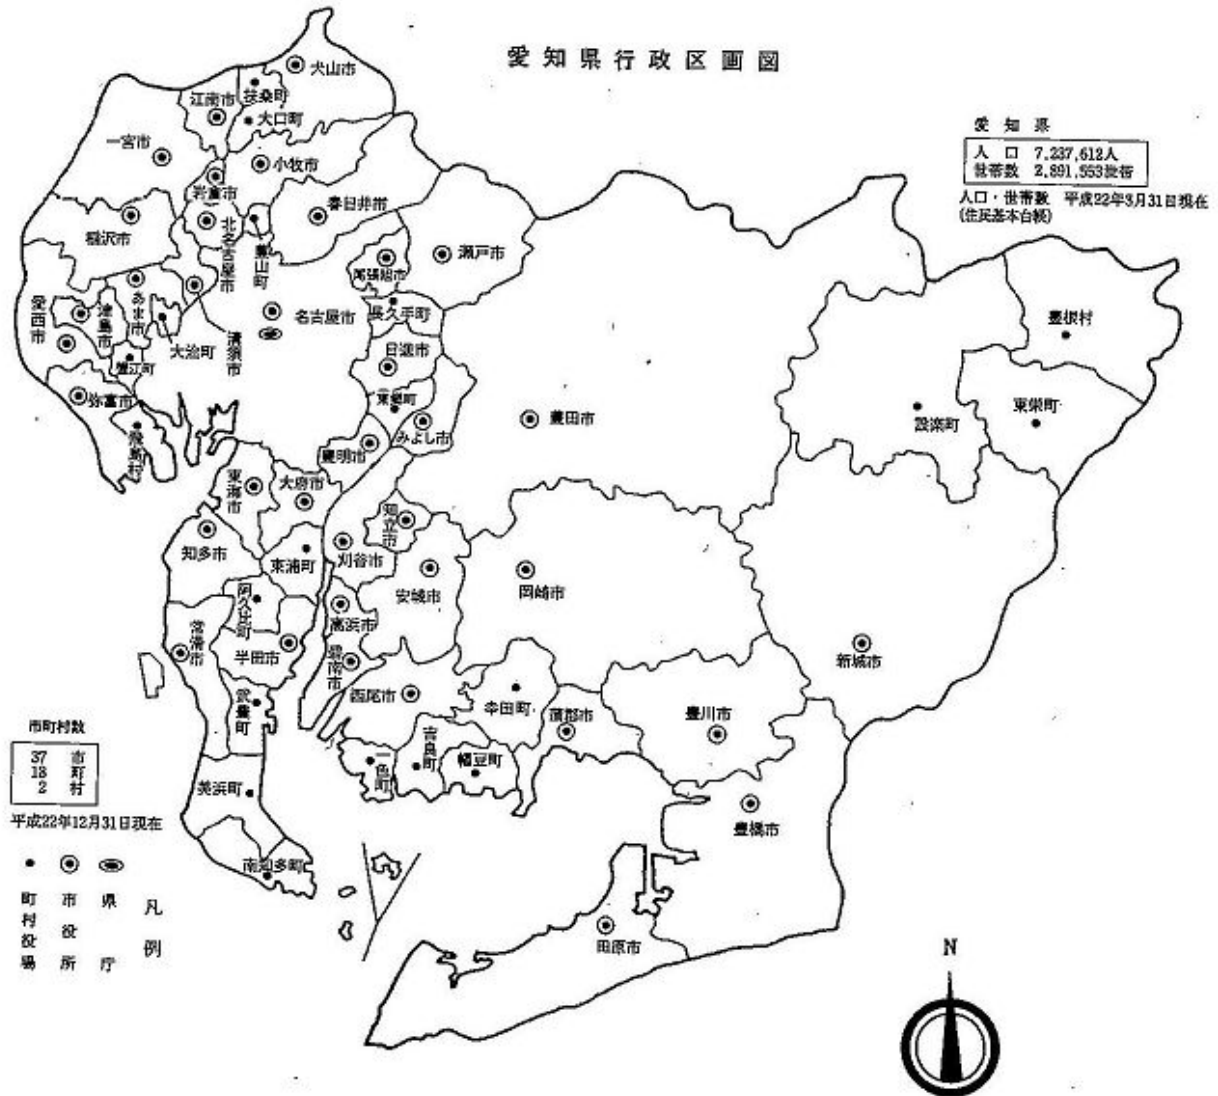 愛知県行政区画図
愛知県
人口 7,237,612人
世帯数 2,891,553世帯
人口・世帯数 平成22年3月31日現在
(住民基本台帳)
犬山市
扶桑町
江南市
大口町
一宮市
小牧市
岩倉市
春日井市
稲沢市
北名古屋市
豊山町
瀬戸市
尾張旭市
あま市
愛西市
津島市
清須市
名古屋市
長久手町
大治町
日進市
蟹江町
弥富市
東郷町
みよし市
飛島村
豊明市
豊田市
豊根村
東栄町
設楽町
東海市
大府市
知立市
知多市
東浦町
刈谷市
安城市
岡崎市
阿久比町
高浜市
常滑市
半田市
碧南市
新城市
西尾市
幸田町
蒲郡市
豊川市
武豊町
吉良町
幡豆町
一色町
美浜町
豊橋市
南知多町
田原市
市町村数
37 市
18 町
2 村
平成22年12月31日現在
凡例
県庁
市役所
町村役場
N